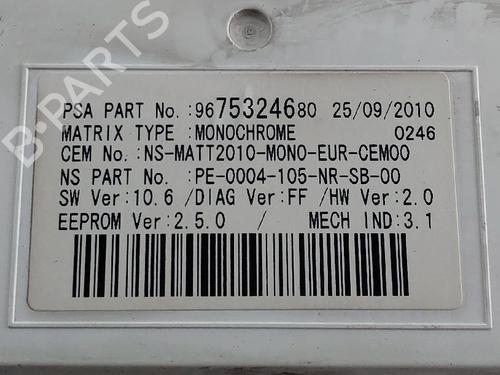 PSA PART No.:9675324680 25/09/2010
MATRIX TYPE :MONOCHROME 0246
CEM No.:NS-MATT2010-MONO-EUR-CEM00
NS PART No. :PE-0004-105-NR-SB-00
SW Ver:10.6 /DIAG Ver:FF /HW Ver:2.0
EEPROM Ver:2.5.0 / MECH IND:3.1
B-PARTS